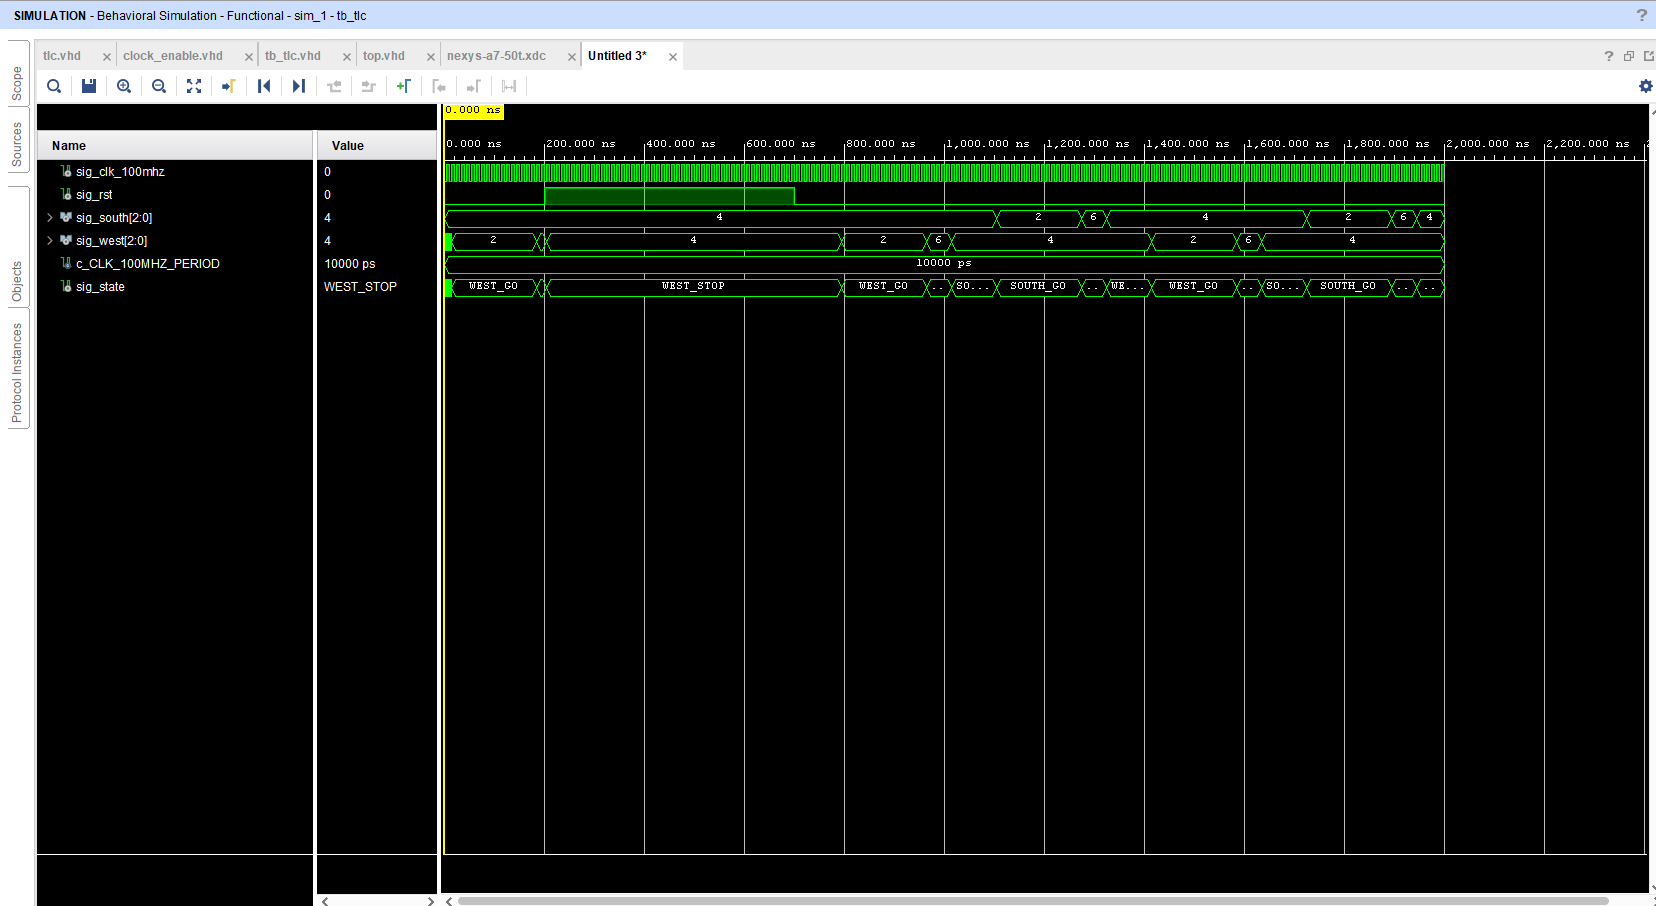 SIMULATION - Behavioral Simulation - Functional - sim_1 - tb_tlc ?
tlc.vhd × clock_enable.vhd × tb_tlc.vhd × top.vhd × nexys-a7-50t.xdc × Untitled 3* × ?
Scope
Sources
Objects
Protocol Instances
0.000 ns
Name Value
0.000 ns 200.000 ns 400.000 ns 600.000 ns 800.000 ns 1,000.000 ns 1,200.000 ns 1,400.000 ns 1,600.000 ns 1,800.000 ns 2,000.000 ns 2,200.000 ns
sig_clk_100mhz 0
sig_rst 0
sig_south[2:0] 4 4 2 6 4 2 6 4
sig_west[2:0] 4 2 4 2 6 4 2 6 4
c_CLK_100MHZ_PERIOD 10000 ps 10000 ps
sig_state WEST_STOP WEST_GO WEST_STOP WEST_GO .. SO... SOUTH_GO .. WE... WEST_GO .. SO... SOUTH_GO .. ..